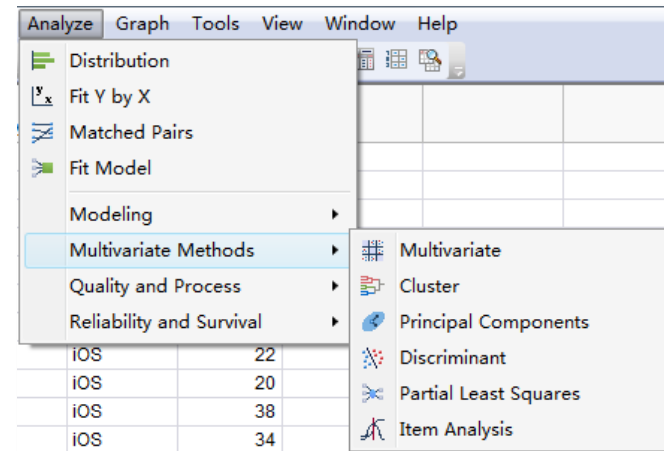 Analyze Graph Tools View Window Help
Distribution
Fit Y by X
Matched Pairs
Fit Model
Modeling
Multivariate Methods
Quality and Process
Reliability and Survival
Multivariate
Cluster
Principal Components
Discriminant
Partial Least Squares
Item Analysis
iOS 22
iOS 20
iOS 38
iOS 34